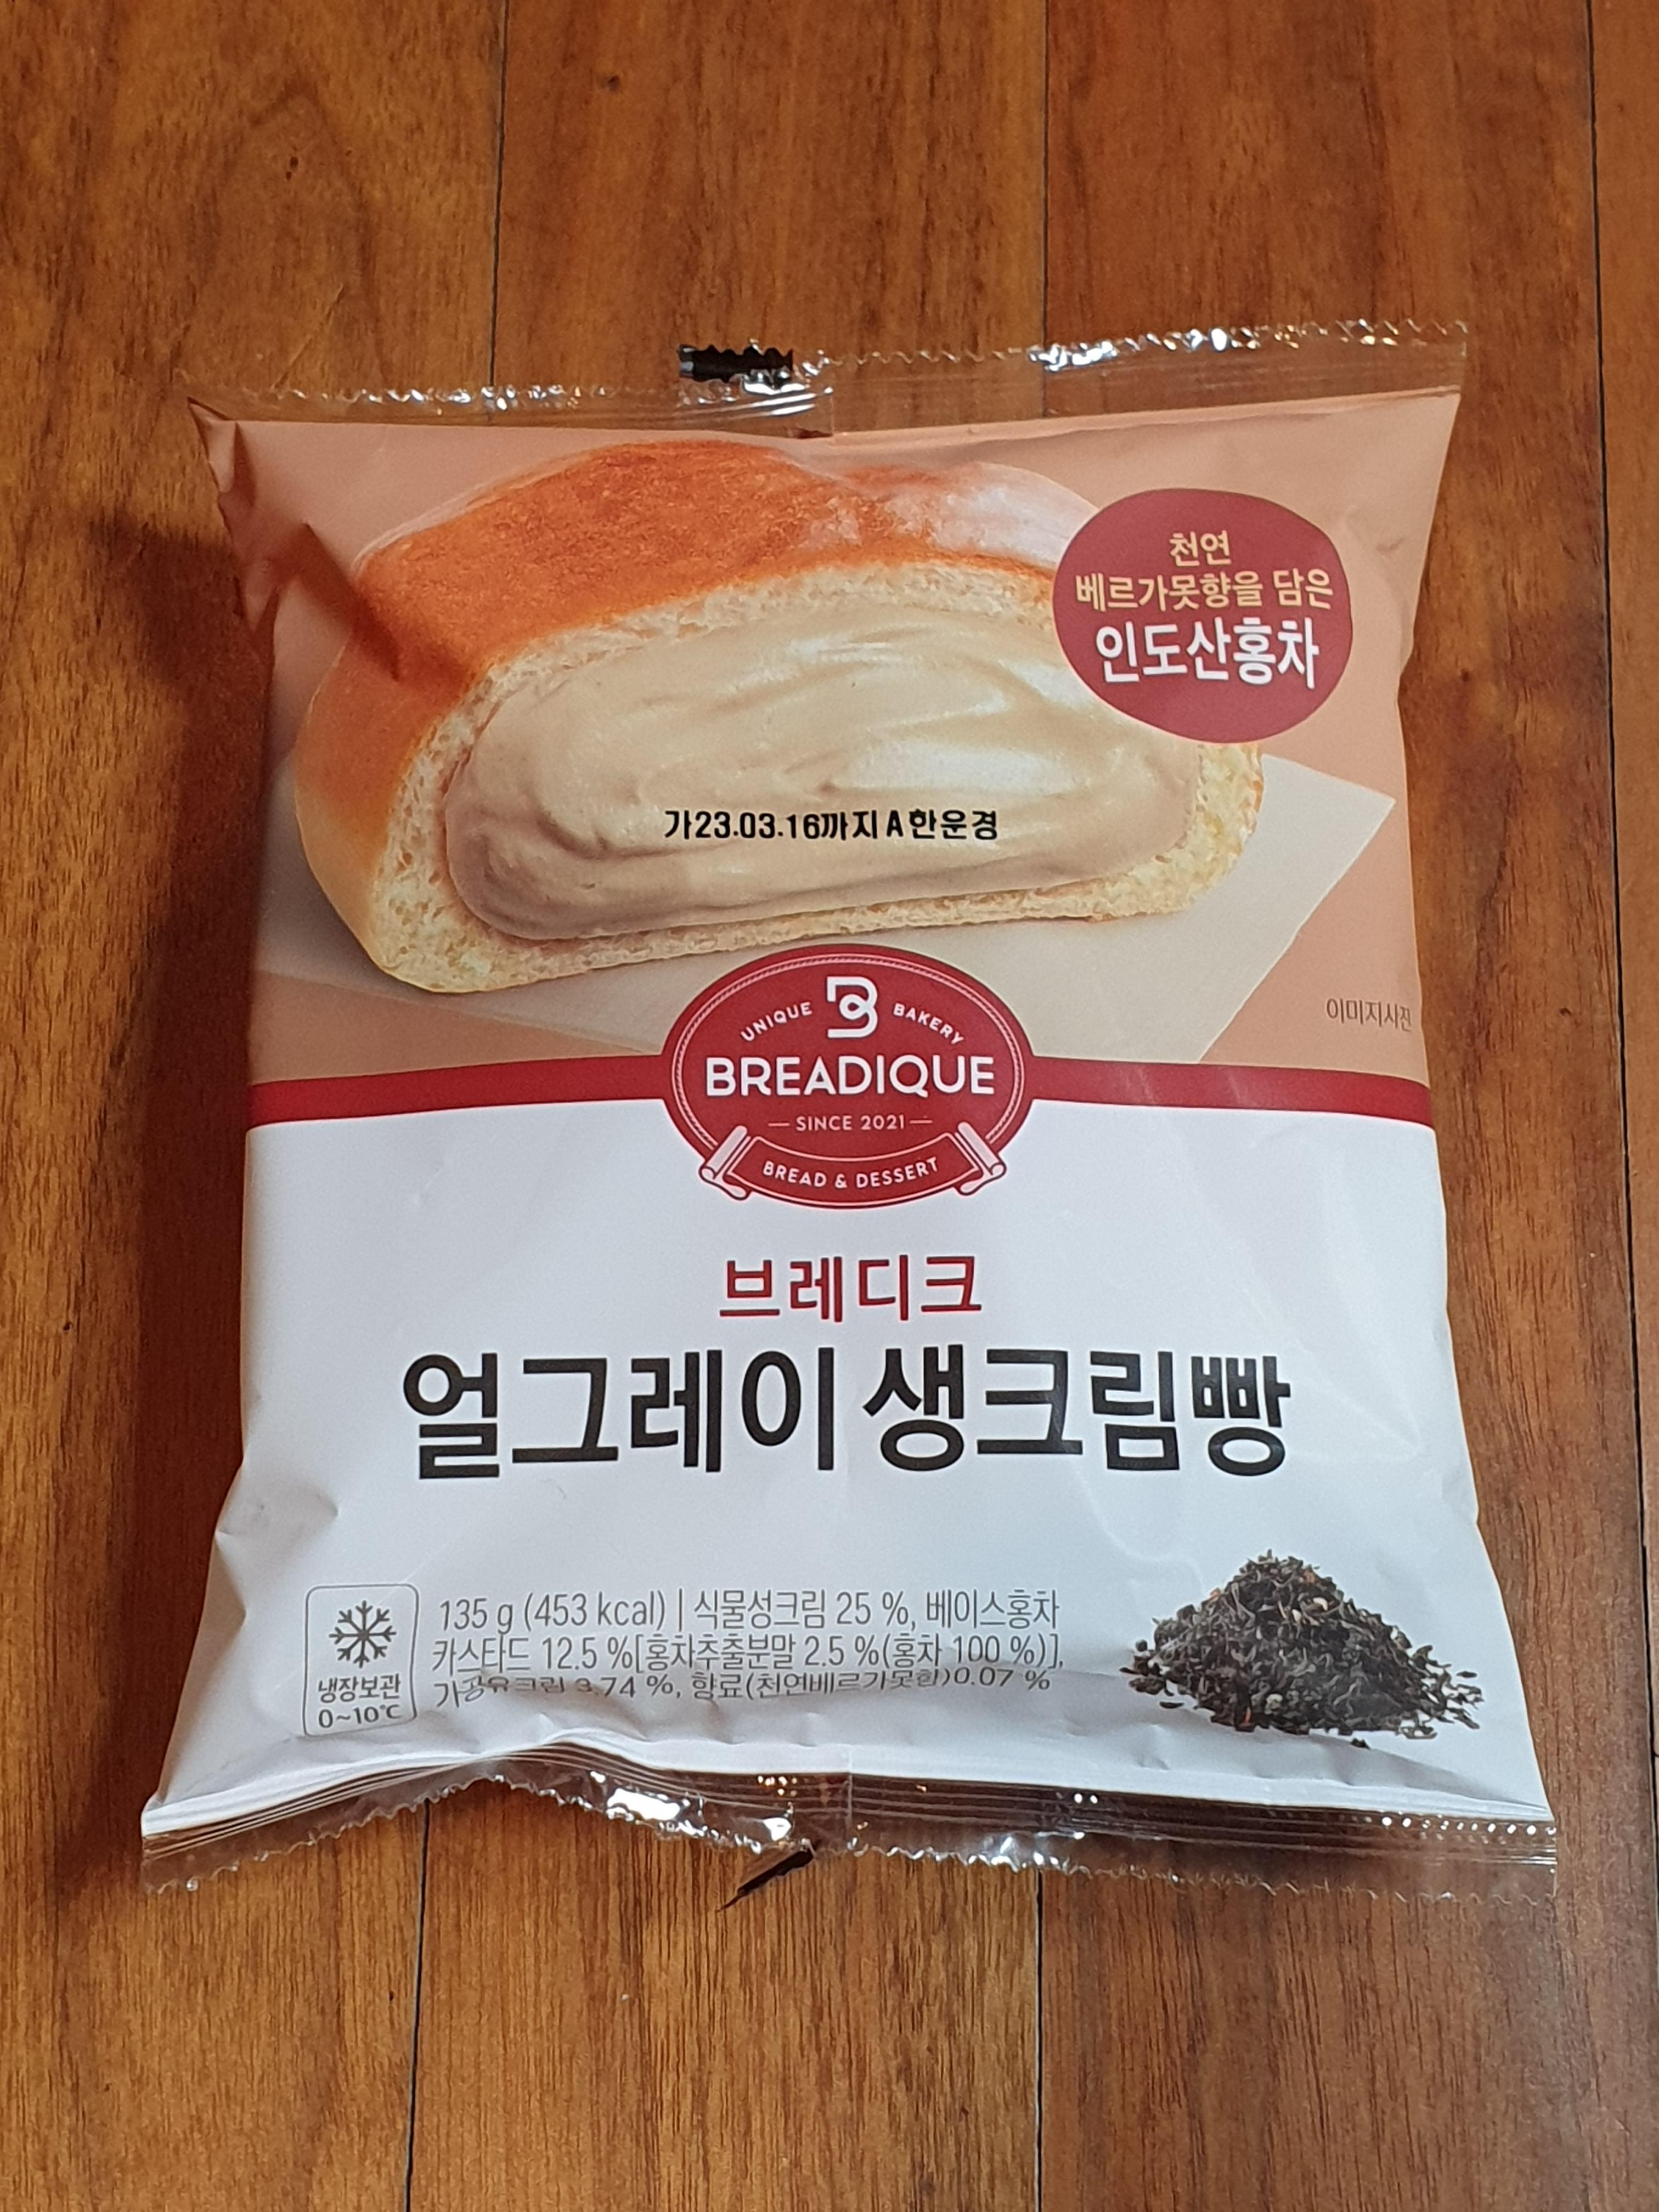 천연
베르가못향을 담은
인도산홍차
가23.03.16까지 A 한운경
이미지사진
UNIQUE B BAKERY
BREADIQUE
SINCE 2021
BREAD & DESSERT
브레디크
얼그레이 생크림빵
냉장보관
0~10℃
135 g (453 kcal) | 식물성크림 25 %, 베이스홍차
카스타드 12.5 %[홍차추출분말 2.5 %(홍차 100 %)],
가공유크림 3.74 %, 향료(천연베르가못향)0.07 %